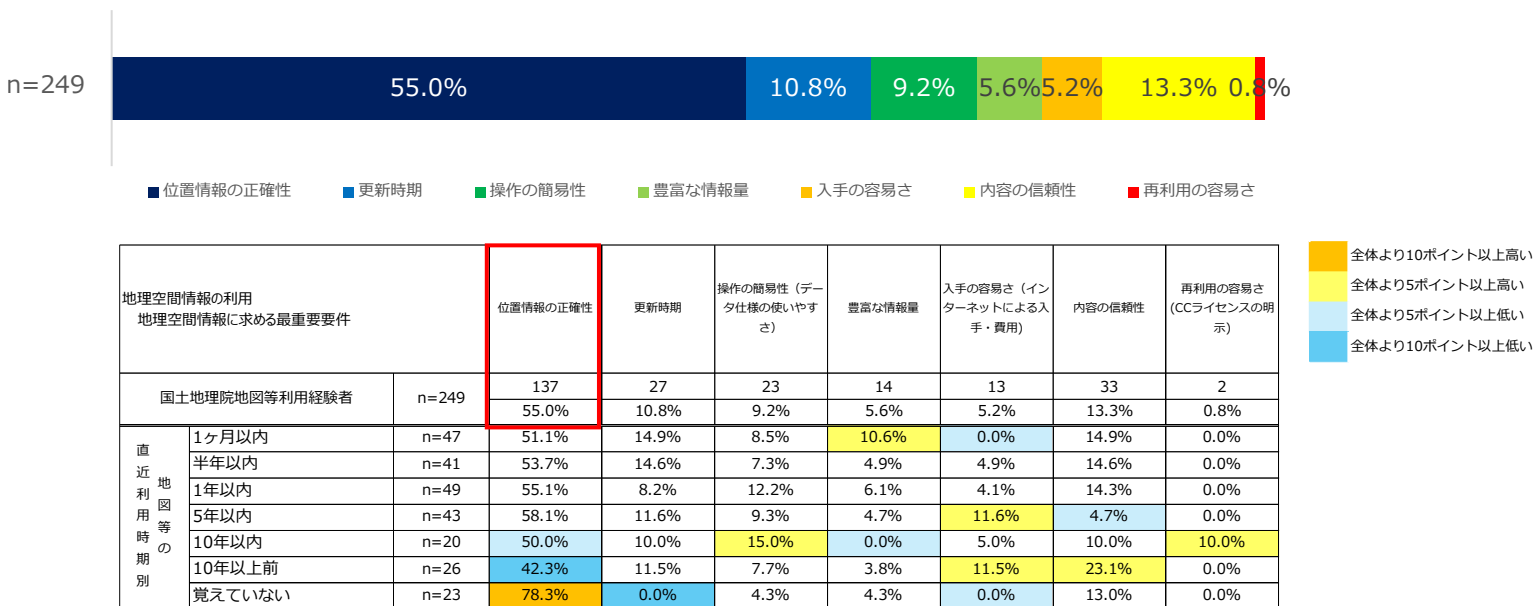 n=249
55.0%
10.8%
9.2%
5.6%
5.2%
13.3%
0.8%
位置情報の正確性
更新時期
操作の簡易性
豊富な情報量
入手の容易さ
内容の信頼性
再利用の容易さ
全体より10ポイント以上高い
全体より5ポイント以上高い
全体より5ポイント以上低い
全体より10ポイント以上低い
地理空間情報の利用
地理空間情報に求める最重要要件
位置情報の正確性
更新時期
操作の簡易性（デー
タ仕様の使いやす
さ）
豊富な情報量
入手の容易さ（イン
ターネットによる入
手・費用)
内容の信頼性
再利用の容易さ
(CCライセンスの明
示）
国土地理院地図等利用経験者 n=249
137 27 23 14 13 33 2
55.0% 10.8% 9.2% 5.6% 5.2% 13.3% 0.8%
地図等の
直近利用時期別
1ヶ月以内 n=47 51.1% 14.9% 8.5% 10.6% 0.0% 14.9% 0.0%
半年以内 n=41 53.7% 14.6% 7.3% 4.9% 4.9% 14.6% 0.0%
1年以内 n=49 55.1% 8.2% 12.2% 6.1% 4.1% 14.3% 0.0%
5年以内 n=43 58.1% 11.6% 9.3% 4.7% 11.6% 4.7% 0.0%
10年以内 n=20 50.0% 10.0% 15.0% 0.0% 5.0% 10.0% 10.0%
10年以上前 n=26 42.3% 11.5% 7.7% 3.8% 11.5% 23.1% 0.0%
覚えていない n=23 78.3% 0.0% 4.3% 4.3% 0.0% 13.0% 0.0%